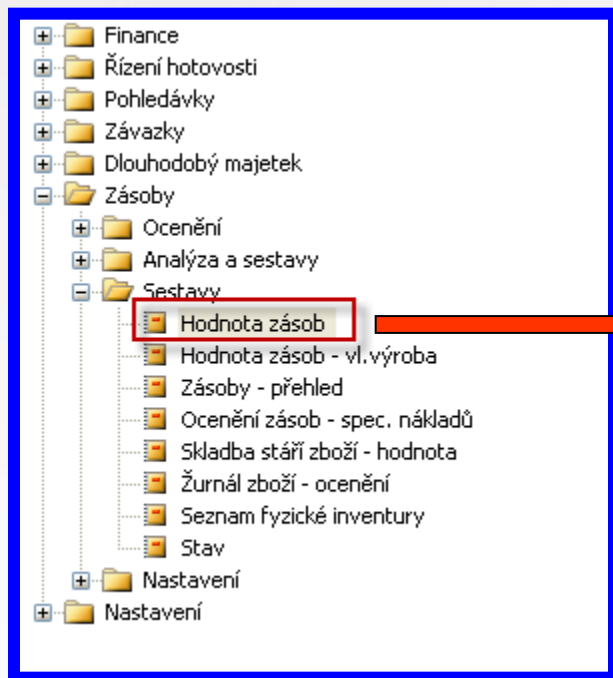 Finance
Řízení hotovosti
Pohledávky
Závazky
Dlouhodobý majetek
Zásoby
Ocenění
Analýza a sestavy
Sestavy
Hodnota zásob
Hodnota zásob - vl.výroba
Zásoby - přehled
Ocenění zásob - spec. nákladů
Skladba stáří zboží - hodnota
Žurnál zboží - ocenění
Seznam fyzické inventury
Stav
Nastavení
Nastavení